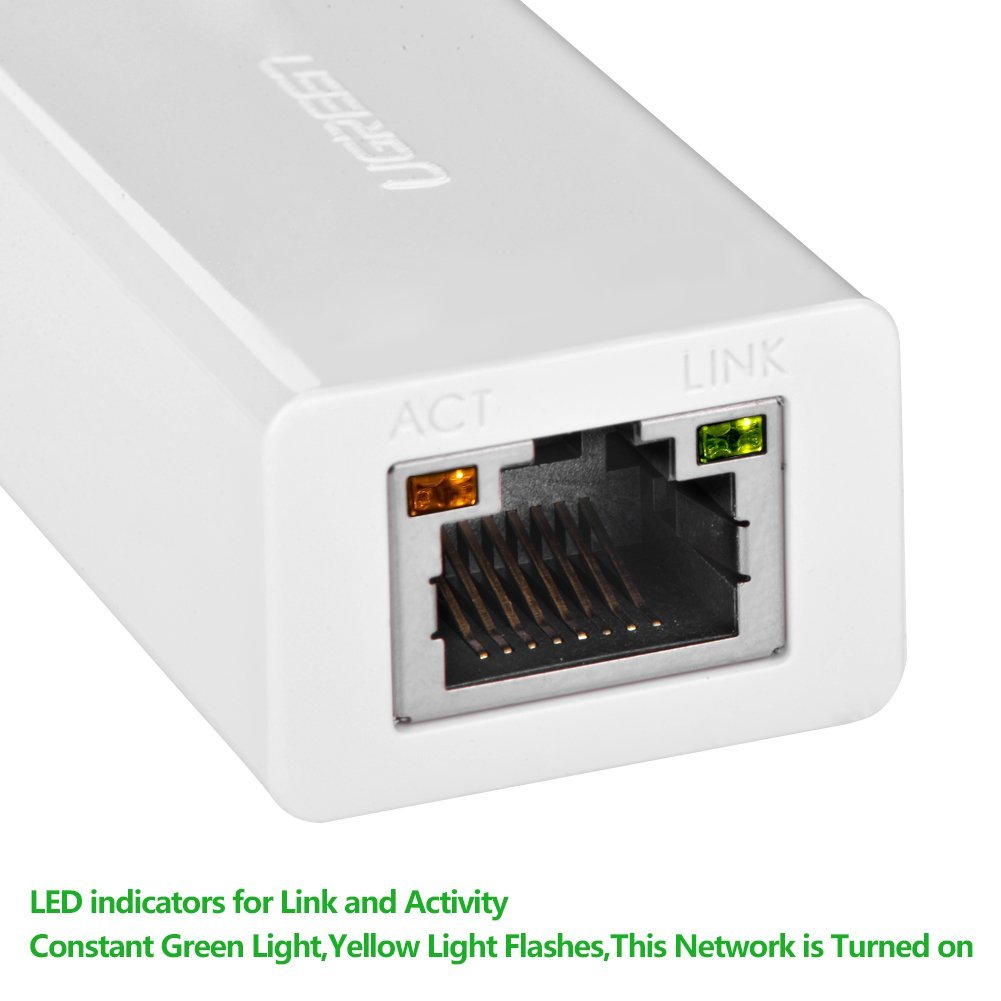 UGREEN
ACT
LINK
LED indicators for Link and Activity
Constant Green Light,Yellow Light Flashes,This Network is Turned on